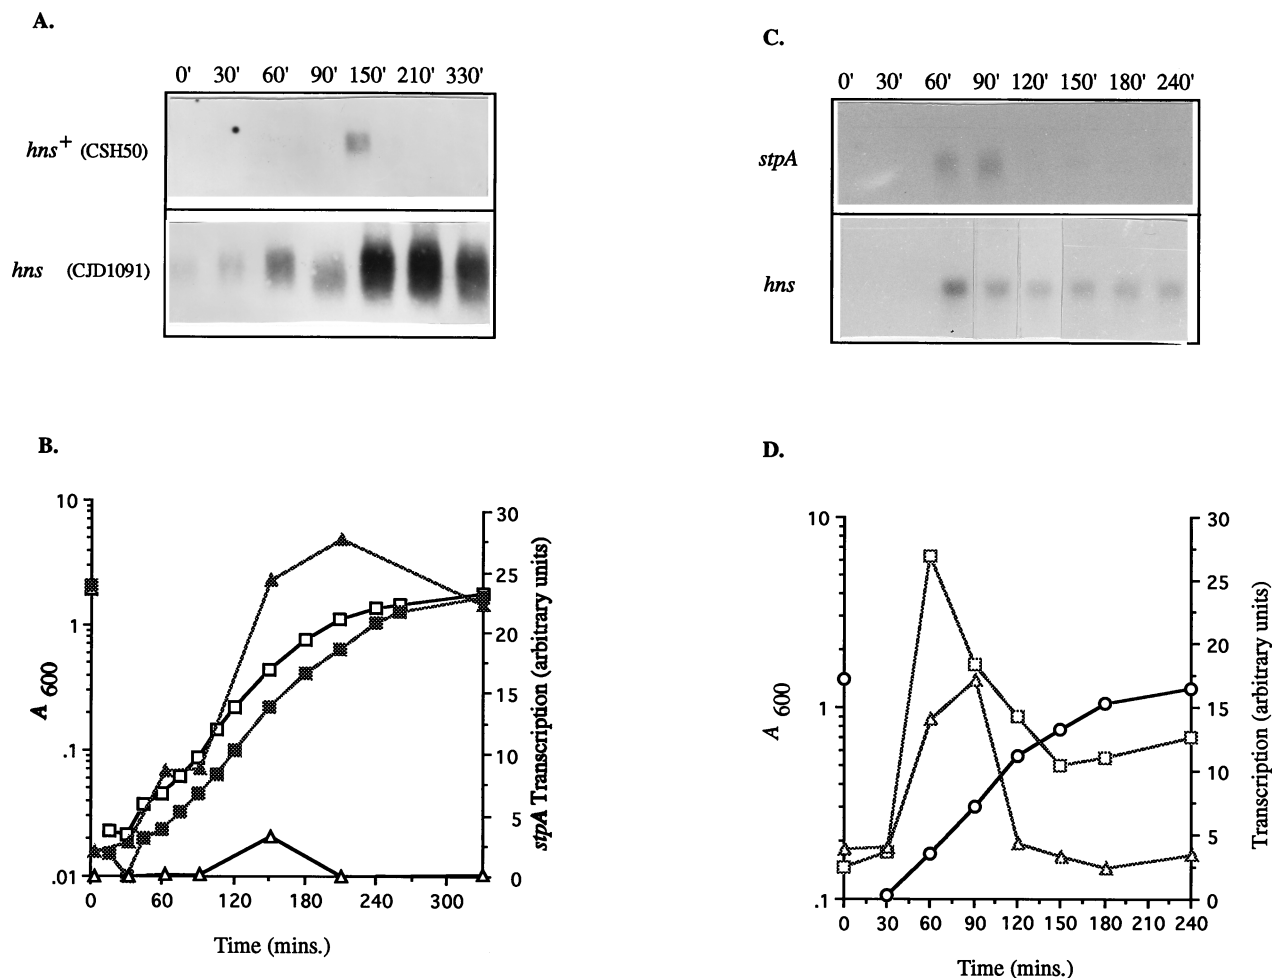 A.
0' 30' 60' 90' 150' 210' 330'
hns+ (CSH50)
hns (CJD1091)
B.
10
1
.1
.01
A 600
30
25
20
15
10
5
0
stpA Transcription (arbitrary units)
0 60 120 180 240 300
Time (mins.)
C.
0' 30' 60' 90' 120' 150' 180' 240'
stpA
hns
D.
10
1
.1
A 600
30
25
20
15
10
5
0
Transcription (arbitrary units)
0 30 60 90 120 150 180 210 240
Time (mins.)